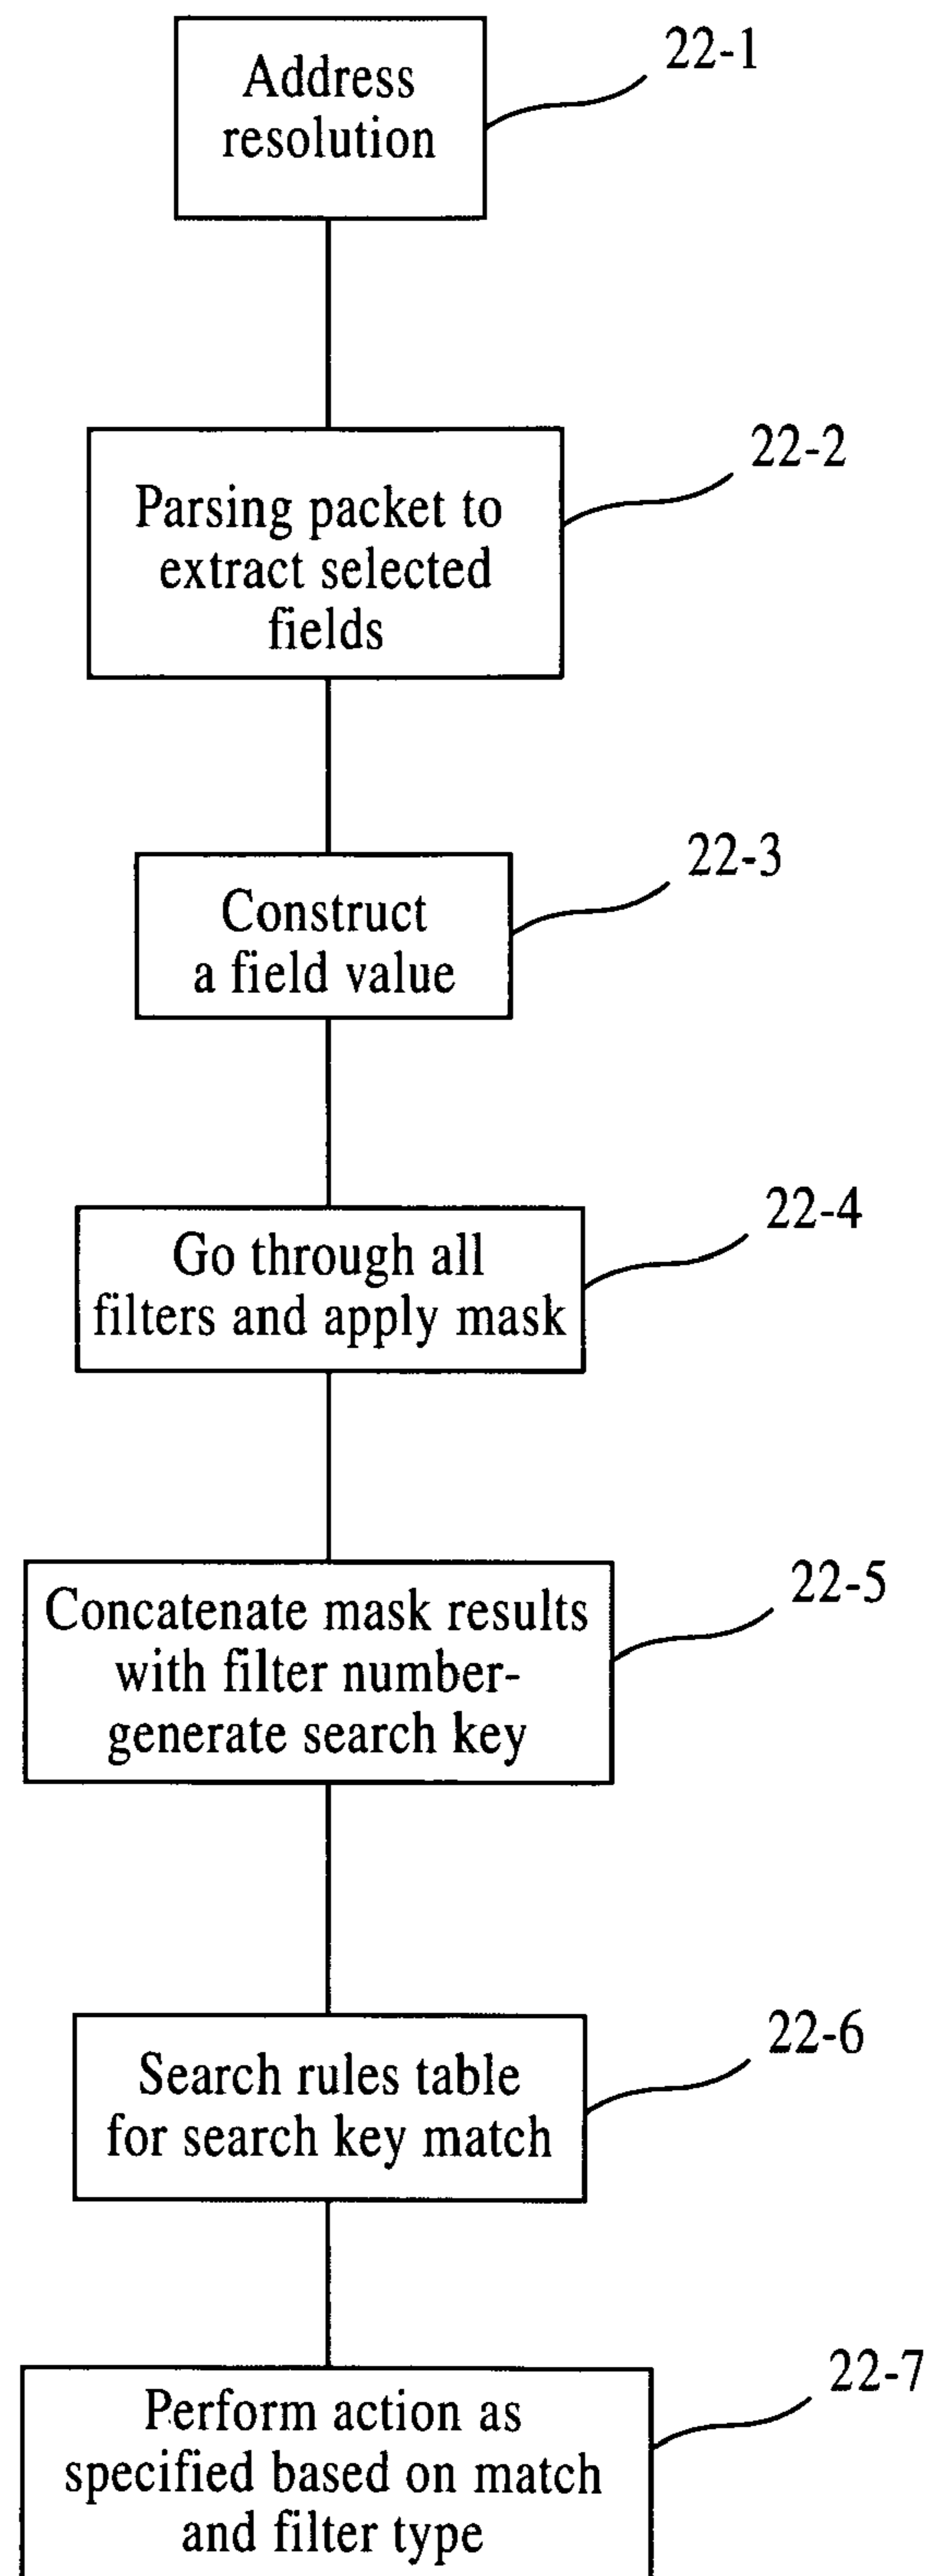 Address
resolution
22-1
Parsing packet to
extract selected
fields
22-2
Construct
a field value
22-3
Go through all
filters and apply mask
22-4
Concatenate mask results
with filter number-
generate search key
22-5
Search rules table
for search key match
22-6
Perform action as
specified based on match
and filter type
22-7